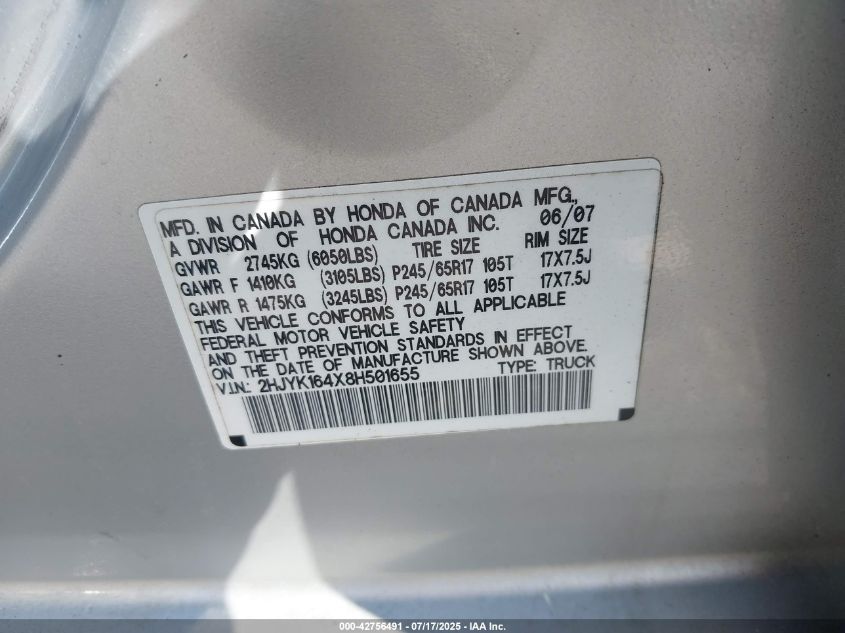 MFD. IN CANADA BY HONDA OF CANADA MFG.,
A DIVISION OF HONDA CANADA INC. 06/07
GVWR 2745KG (6050LBS) TIRE SIZE RIM SIZE
GAWR F 1410KG (3105LBS) P245/65R17 105T 17X7.5J
GAWR R 1475KG (3245LBS) P245/65R17 105T 17X7.5J
THIS VEHICLE CONFORMS TO ALL APPLICABLE
FEDERAL MOTOR VEHICLE SAFETY
AND THEFT PREVENTION STANDARDS IN EFFECT
ON THE DATE OF MANUFACTURE SHOWN ABOVE.
V.I.N.: 2HJYK164X8H501655 TYPE: TRUCK
000-42756491 - 07/17/2025 - IAA Inc.